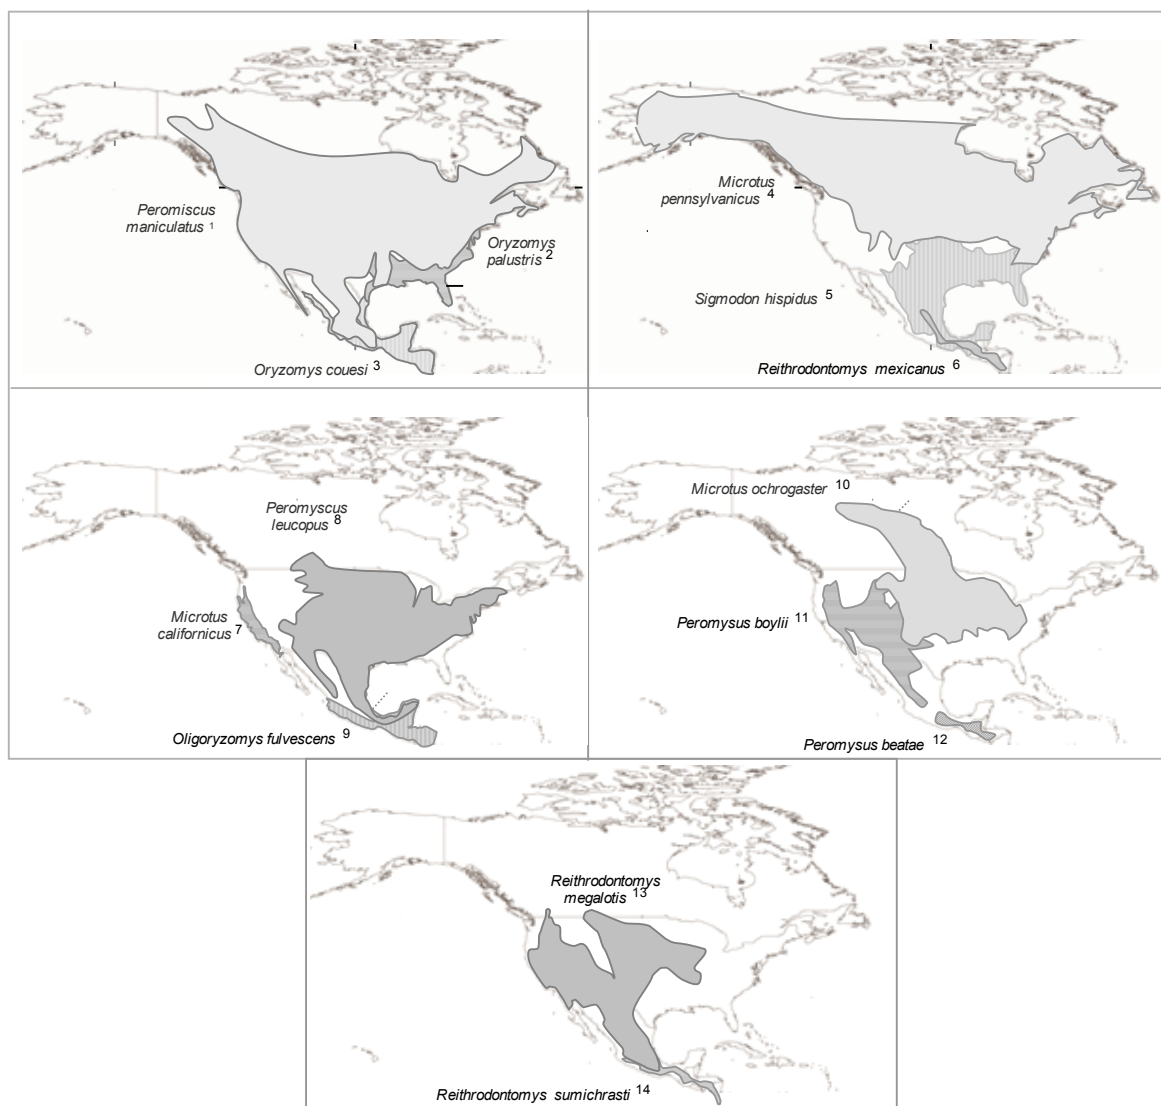 Peromiscus
maniculatus 1
Oryzomys
palustris 2
Oryzomys couesi 3
Microtus
pennsylvanicus 4
Sigmodon hispidus 5
Reithrodontomys mexicanus 6
Peromyscus
leucopus 8
Microtus
californicus 7
Oligoryzomys fulvescens 9
Microtus ochrogaster 10
Peromysus boylii 11
Peromysus beatae 12
Reithrodontomys
megalotis 13
Reithrodontomys sumichrasti 14